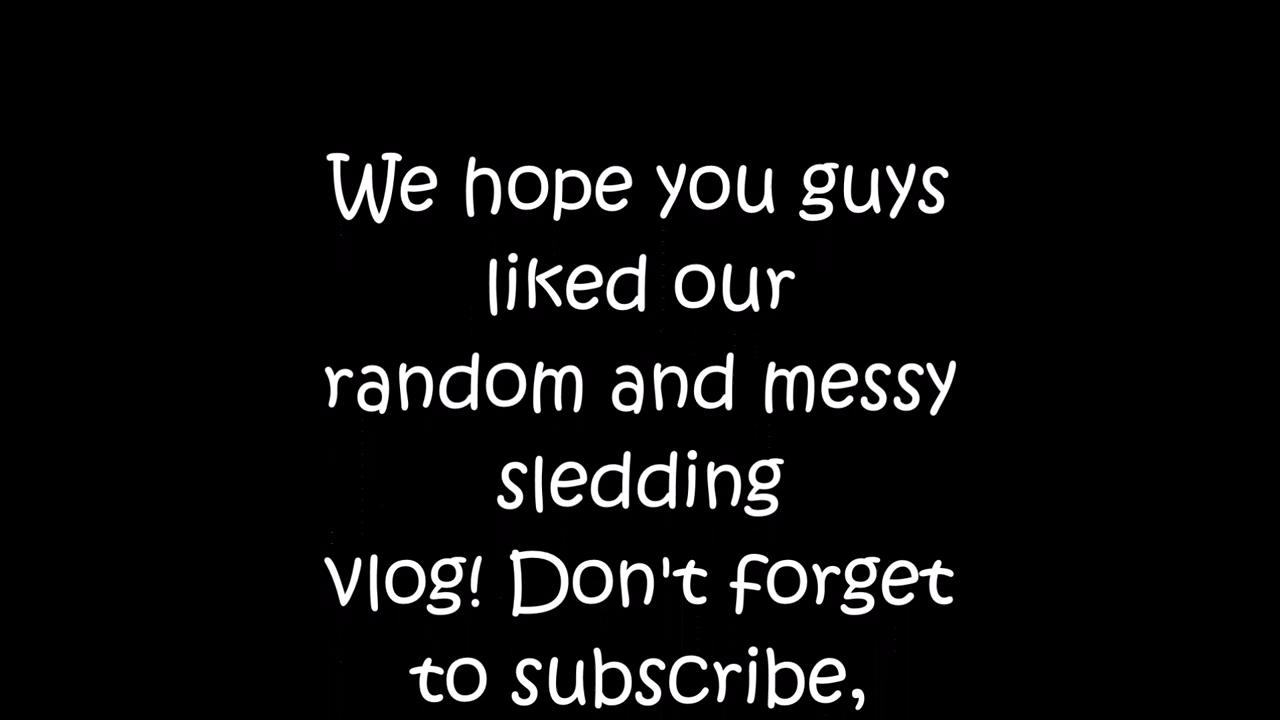 We hope you guys
liked our
random and messy
sledding
vlog! Don't forget
to subscribe,